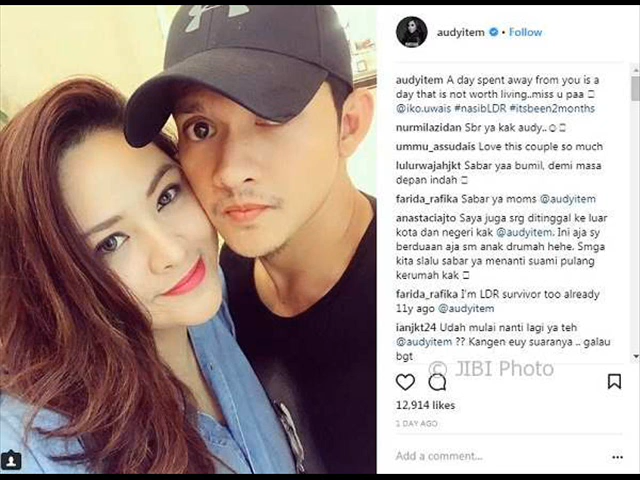 audyitem • Follow
audyitem A day spent away from you is a
day that is not worth living..miss u paa
@iko.uwais #nasibLDR #itsbeen2months
nurmilazidan Sbr ya kak audy..☺
ummu_assudais Love this couple so much
lulurwajahjkt Sabar yaa bumil, demi masa
depan indah
farida_rafika Sabar ya moms @audyitem
anastaciajto Saya juga srg ditinggal ke luar
kota dan negeri kak @audyitem. Ini aja sy
berduaan aja sm anak drumah hehe. Smga
kita slalu sabar ya menanti suami pulang
kerumah kak
farida_rafika I'm LDR survivor too already
11y ago @audyitem
ianjkt24 Udah mulai nanti lagi ya teh
@audyitem ?? Kangen euy suaranya .. galau
bgt
© JIBI Photo
12,914 likes
1 DAY AGO
Add a comment...